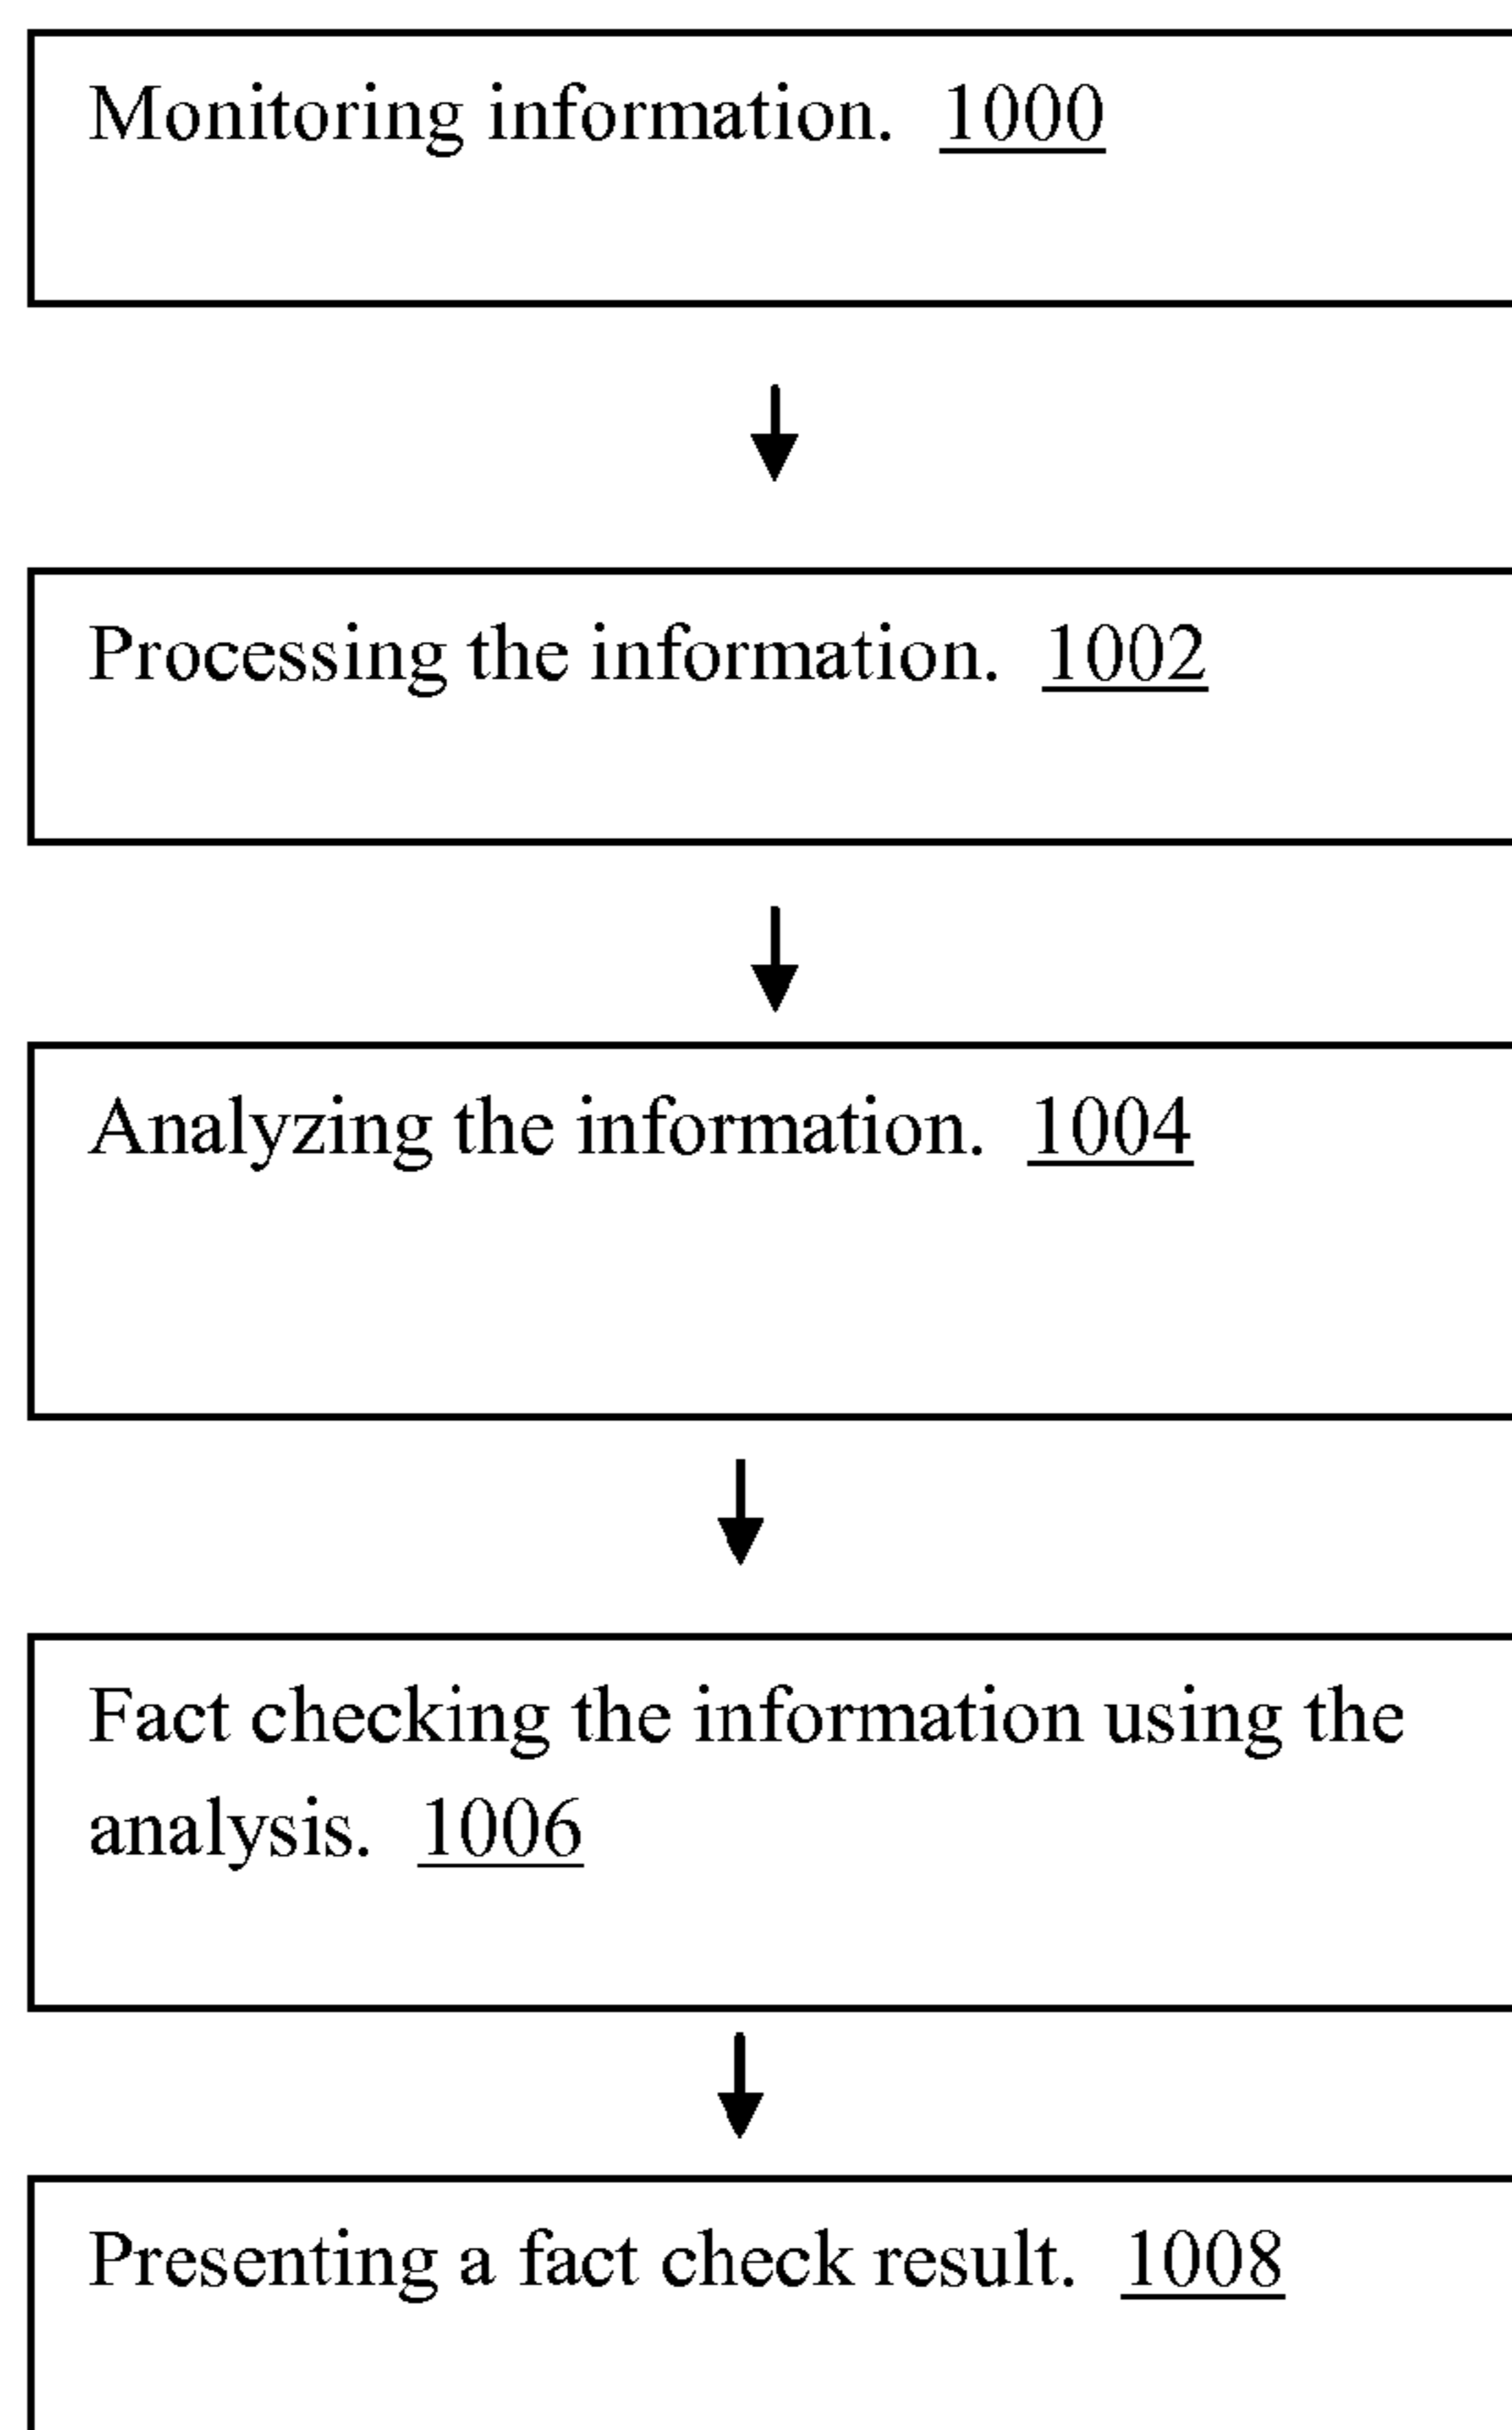 Monitoring information. 1000
Processing the information. 1002
Analyzing the information. 1004
Fact checking the information using the
analysis. 1006
Presenting a fact check result. 1008